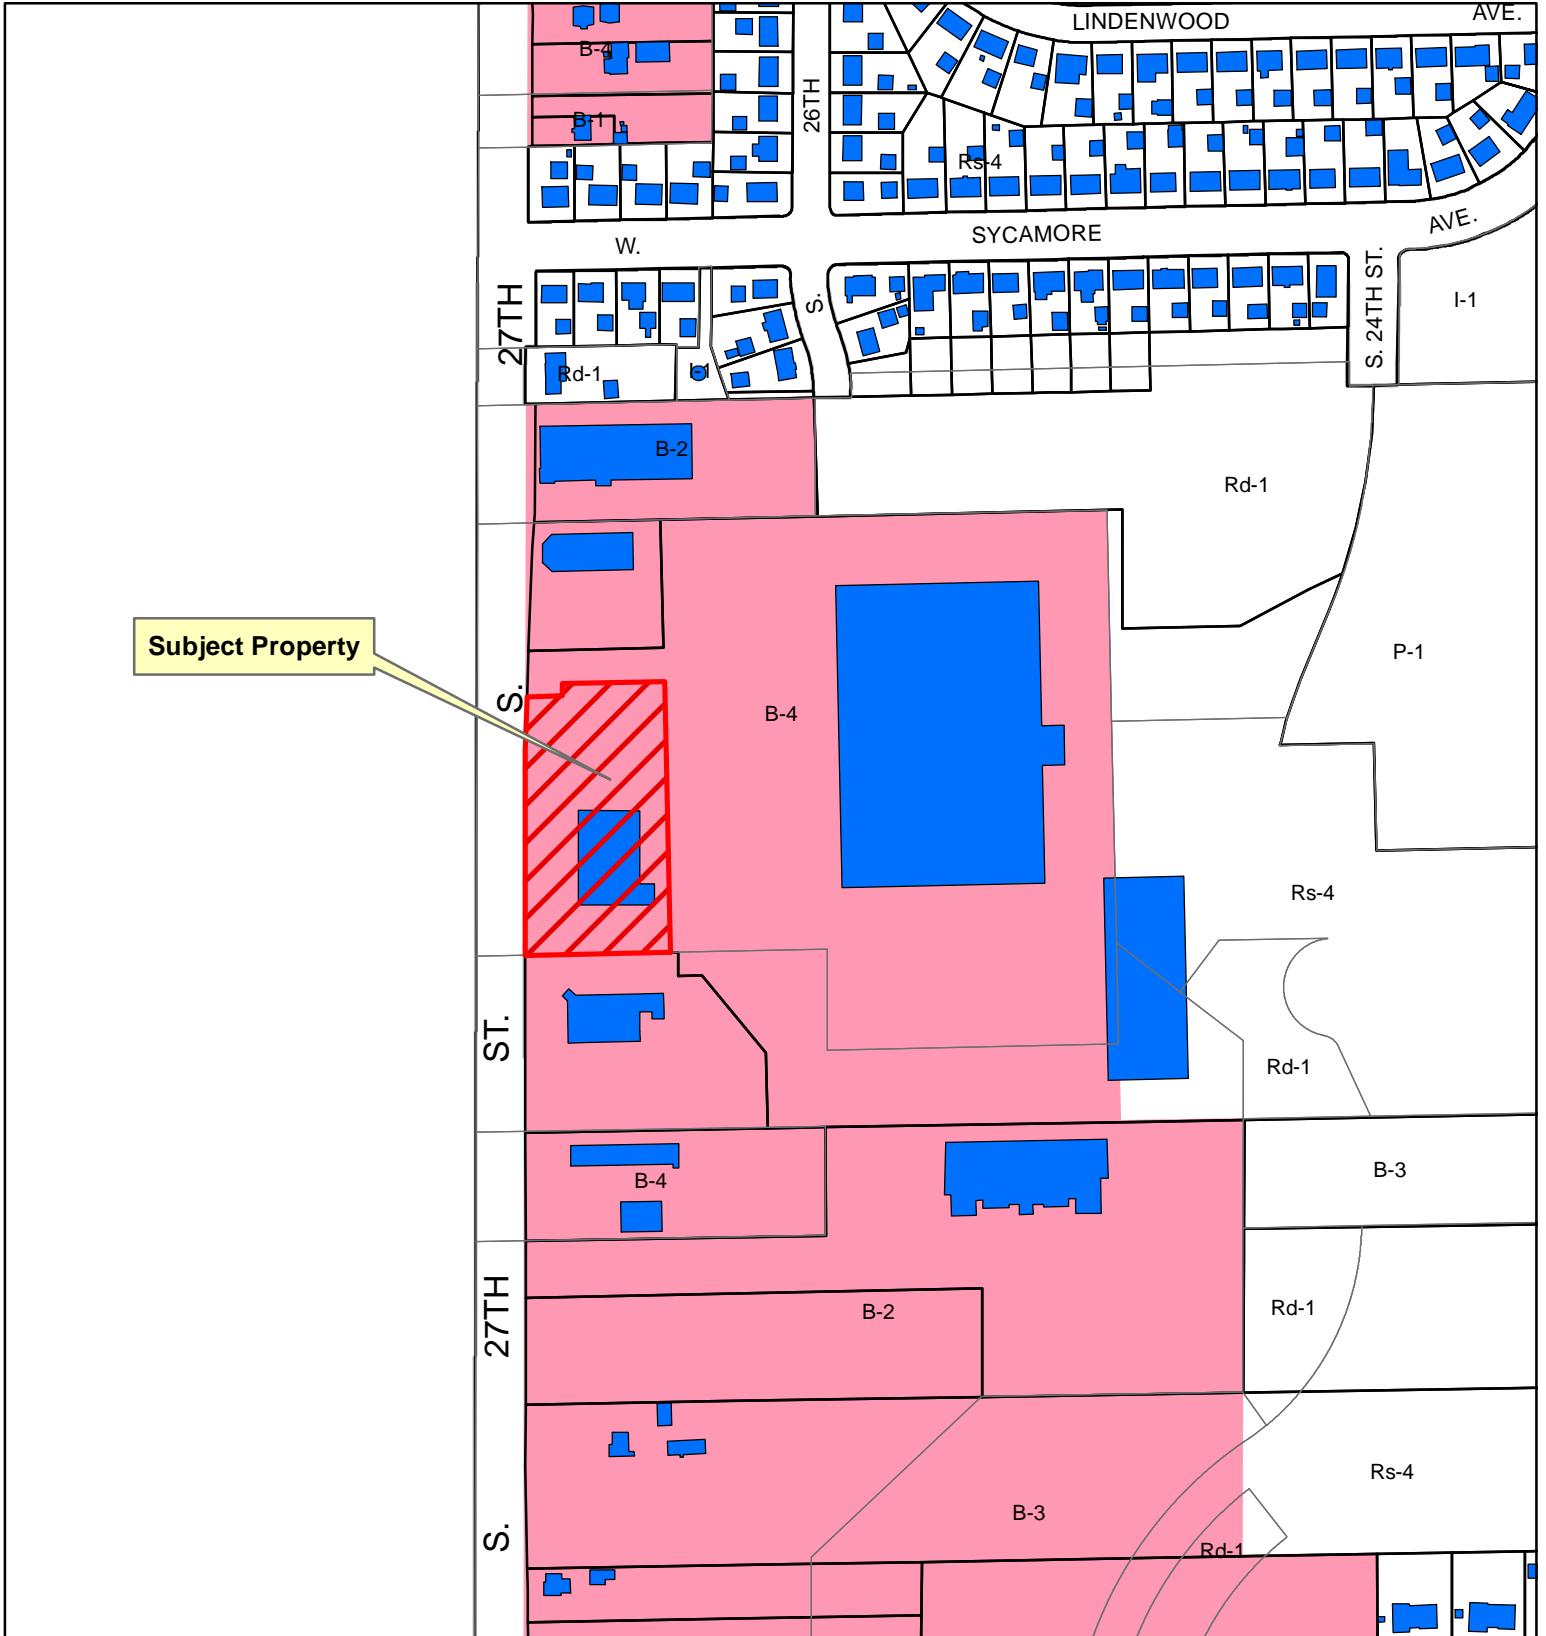 LINDENWOOD
AVE.
B-4
B-1
26TH
Rs-4
W.
SYCAMORE
AVE.
27TH
S.
S. 24TH ST.
I-1
Rd-1
I-1
B-2
Rd-1
Subject Property
S.
B-4
P-1
Rs-4
ST.
Rd-1
B-4
B-3
27TH
B-2
Rd-1
Rs-4
B-3
S.
Rd-1